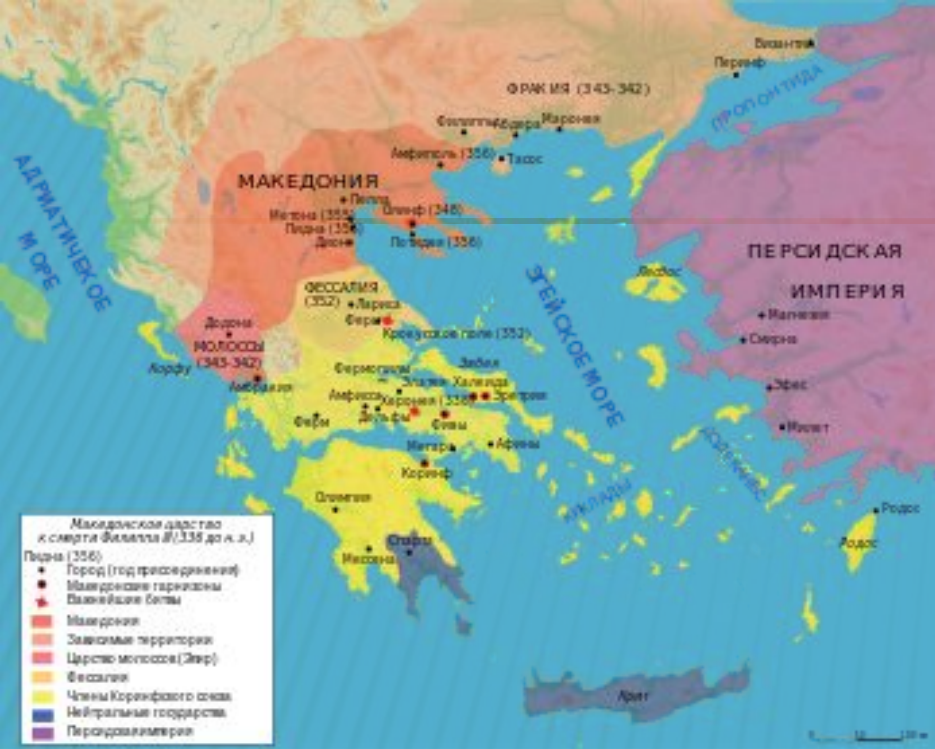 Византий
Перинф
ФРАКИЯ (343-342)
ПРОПОНТИДА
Филиппы
Абдера
Марония
Амфиполь (356)
Тасос
АДРИАТИЧЕСКОЕ
МОРЕ
МАКЕДОНИЯ
Пелла
Метона (355)
Олинф (348)
Пидна (356)
Дион
Потидея (356)
ПЕРСИДСКАЯ
ИМПЕРИЯ
Лесбос
ЭГЕЙСКОЕ МОРЕ
ФЕССАЛИЯ
(352)
Лариса
Феры
Крокусовое поле (352)
Магнезия
Смирна
Додона
МОЛОССЫ
(343-342)
Корфу
Амбракия
Фермопилы
Эвбея
Элатея
Халкида
Эретрия
Эфес
Амфисса
Херонея (338)
Дельфы
Ферм
Фивы
Милет
Мегара
Афины
Коринф
ДОДЕКАНЕС
КИКЛАДЫ
Олимпия
Родос
Родос
Спарта
Мессена
Крит
Македонское царство
к смерти Филиппа II (336 до н. э.)
Пидна (356)
Город (год присоединения)
Македонские гарнизоны
Важнейшие битвы
Македония
Зависимые территории
Царство молоссов (Эпир)
Фессалия
Члены Коринфского союза
Нейтральные государства
Персидская империя